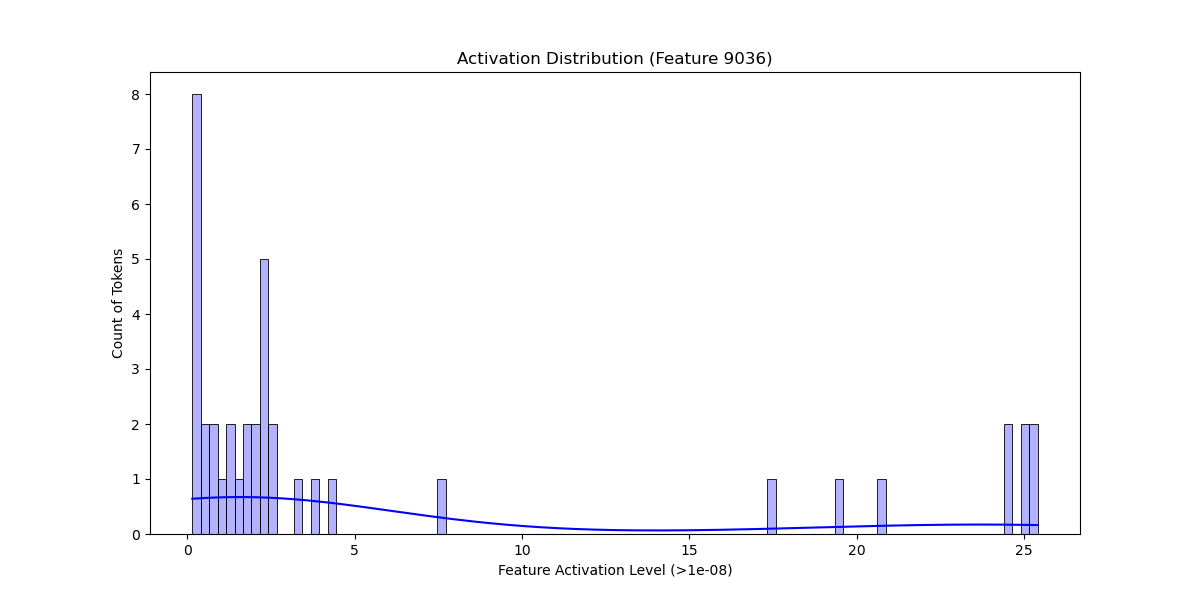 Activation Distribution (Feature 9036)
Count of Tokens
8
7
6
5
4
3
2
1
0
0 5 10 15 20 25
Feature Activation Level (>1e-08)